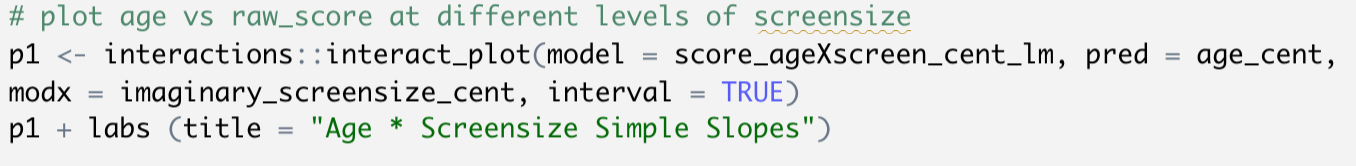 # plot age vs raw_score at different levels of screensize
p1 <- interactions::interact_plot(model = score_ageXscreen_cent_lm, pred = age_cent,
modx = imaginary_screensize_cent, interval = TRUE)
p1 + labs (title = "Age * Screensize Simple Slopes")